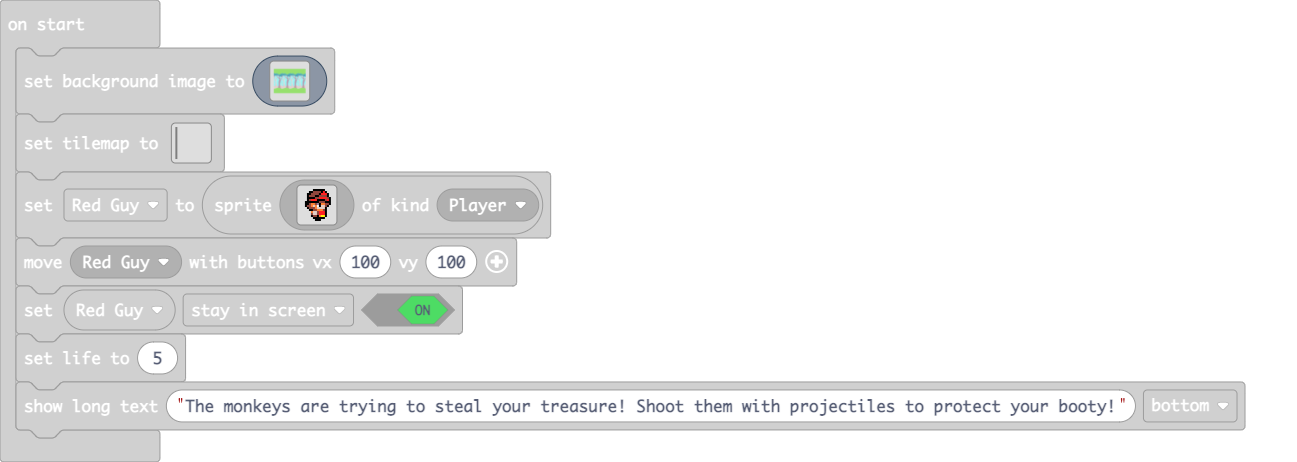 on start
set background image to
set tilemap to
set Red Guy to sprite of kind Player
move Red Guy with buttons vx 100 vy 100
set Red Guy stay in screen ON
set life to 5
show long text "The monkeys are trying to steal your treasure! Shoot them with projectiles to protect your booty!" bottom